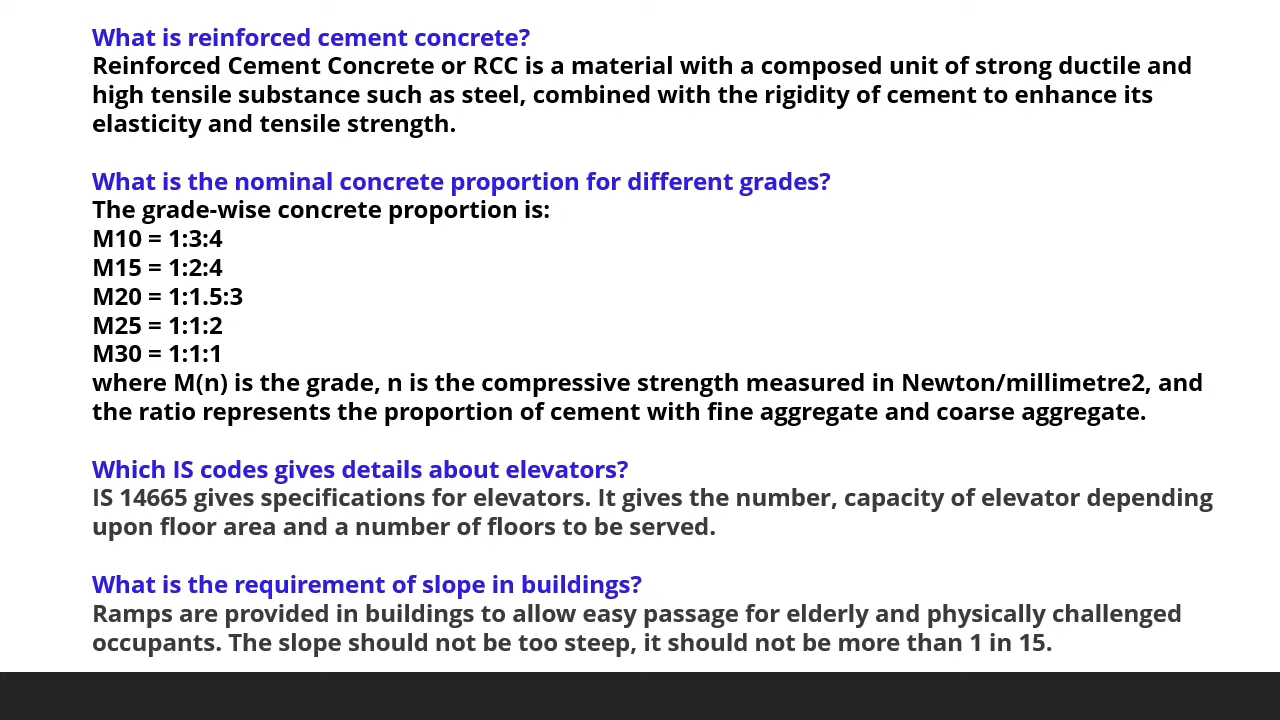 What is reinforced cement concrete?
Reinforced Cement Concrete or RCC is a material with a composed unit of strong ductile and
high tensile substance such as steel, combined with the rigidity of cement to enhance its
elasticity and tensile strength.
What is the nominal concrete proportion for different grades?
The grade-wise concrete proportion is:
M10 = 1:3:4
M15 = 1:2:4
M20 = 1:1.5:3
M25 = 1:1:2
M30 = 1:1:1
where M(n) is the grade, n is the compressive strength measured in Newton/millimetre2, and
the ratio represents the proportion of cement with fine aggregate and coarse aggregate.
Which IS codes gives details about elevators?
IS 14665 gives specifications for elevators. It gives the number, capacity of elevator depending
upon floor area and a number of floors to be served.
What is the requirement of slope in buildings?
Ramps are provided in buildings to allow easy passage for elderly and physically challenged
occupants. The slope should not be too steep, it should not be more than 1 in 15.